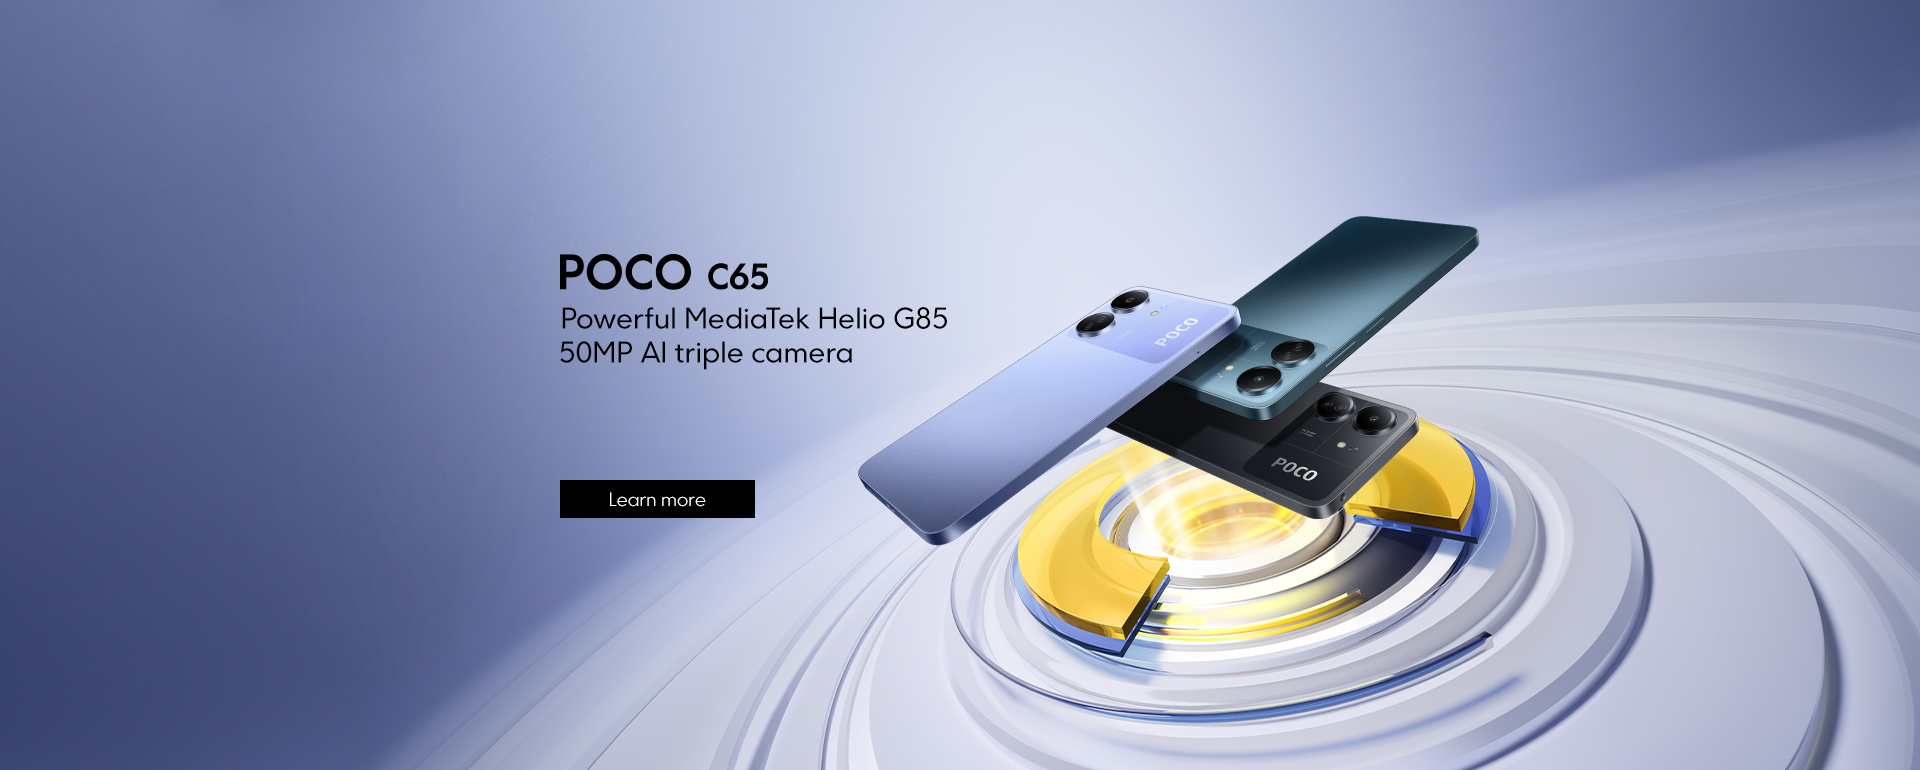 POCO C65
Powerful MediaTek Helio G85
50MP AI triple camera
Learn more
POCO
POCO